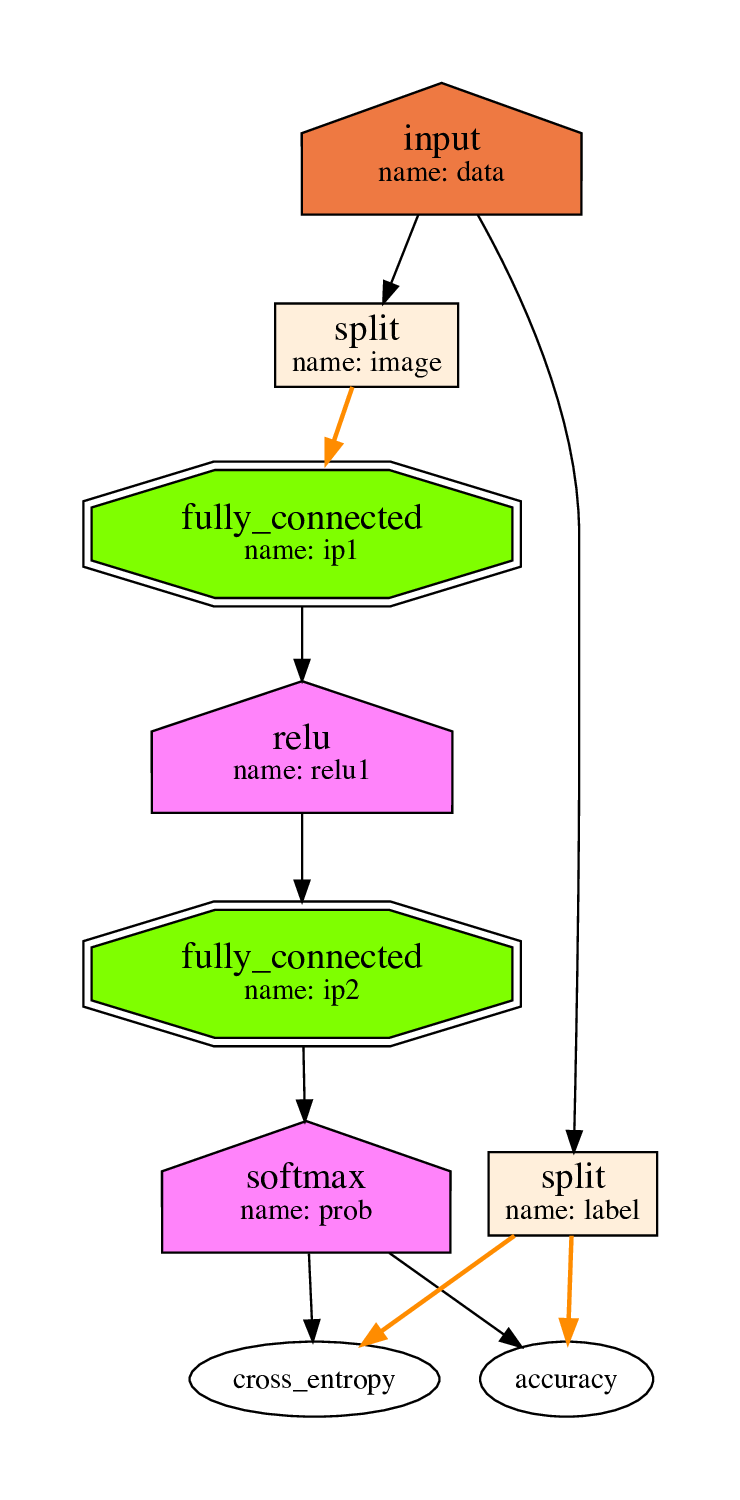 input
name: data
split
name: image
fully_connected
name: ip1
relu
name: relu1
fully_connected
name: ip2
softmax
name: prob
split
name: label
cross_entropy
accuracy